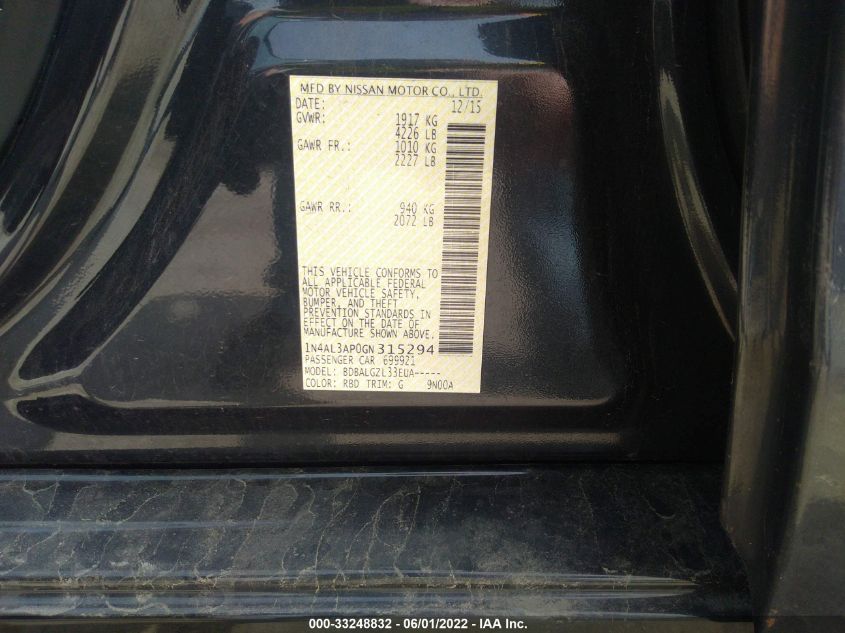 MFD BY NISSAN MOTOR CO., LTD.
DATE: 12/15
GVWR: 1917 KG
4226 LB
GAWR FR.: 1010 KG
2227 LB
GAWR RR.: 940 KG
2072 LB
THIS VEHICLE CONFORMS TO
ALL APPLICABLE FEDERAL
MOTOR VEHICLE SAFETY,
BUMPER, AND THEFT
PREVENTION STANDARDS IN
EFFECT ON THE DATE OF
MANUFACTURE SHOWN ABOVE.
1N4AL3AP0GN315294
PASSENGER CAR 699921
MODEL: BDBALGZL33EUA-----
COLOR: RBD TRIM: G 9N00A
000-33248832 - 06/01/2022 - IAA Inc.